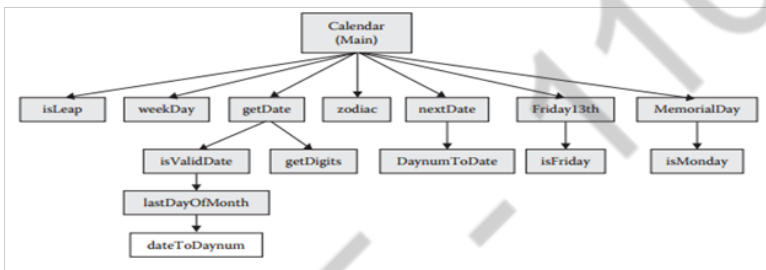 Calendar
(Main)
isLeap weekDay getDate zodiac nextDate Friday13th MemorialDay
isValidDate getDigits DaynumToDate isFriday isMonday
lastDayOfMonth
dateToDaynum